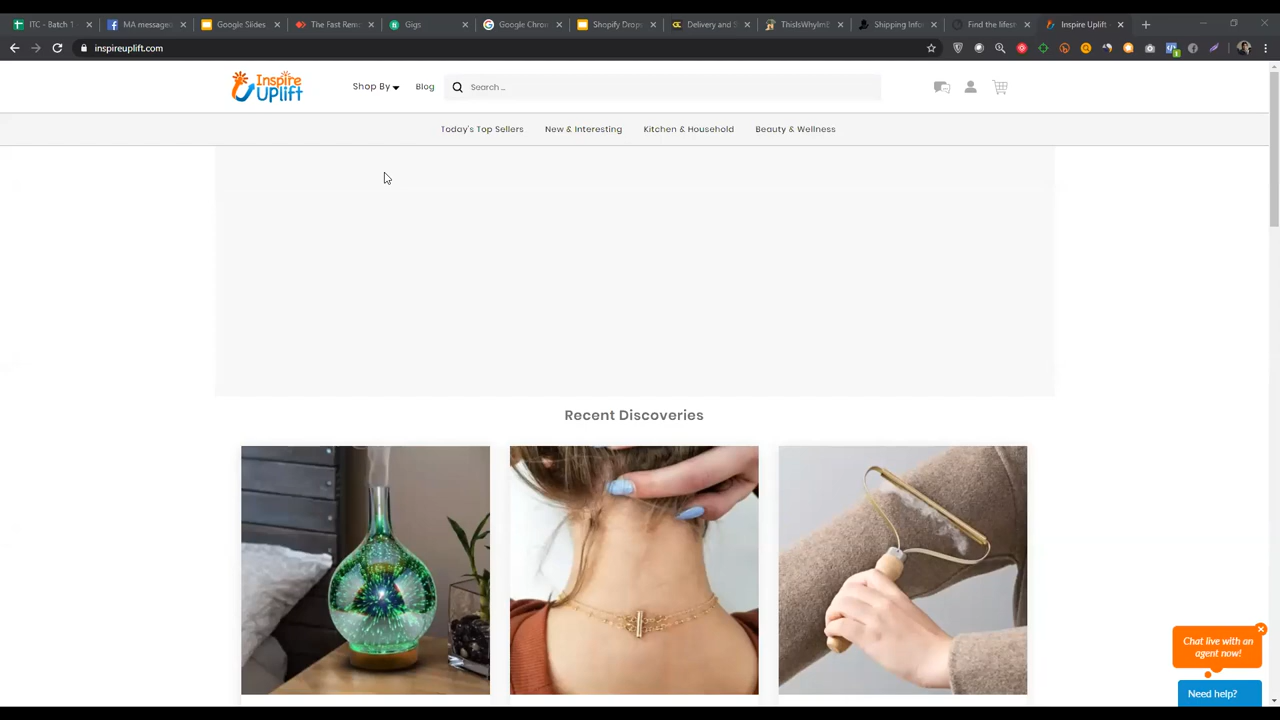 ITC - Batch 1
MA message
Google Slides
The Fast Rem
Gigs
Google Chro
Shopify Drop
Delivery and S
ThisIsWhyImB
Shipping Info
Find the lifest
Inspire Uplift
inspireuplift.com
Inspire
Uplift
Shop By
Blog
Search ...
Today's Top Sellers
New & Interesting
Kitchen & Household
Beauty & Wellness
Recent Discoveries
Chat live with an
agent now!
Need help?